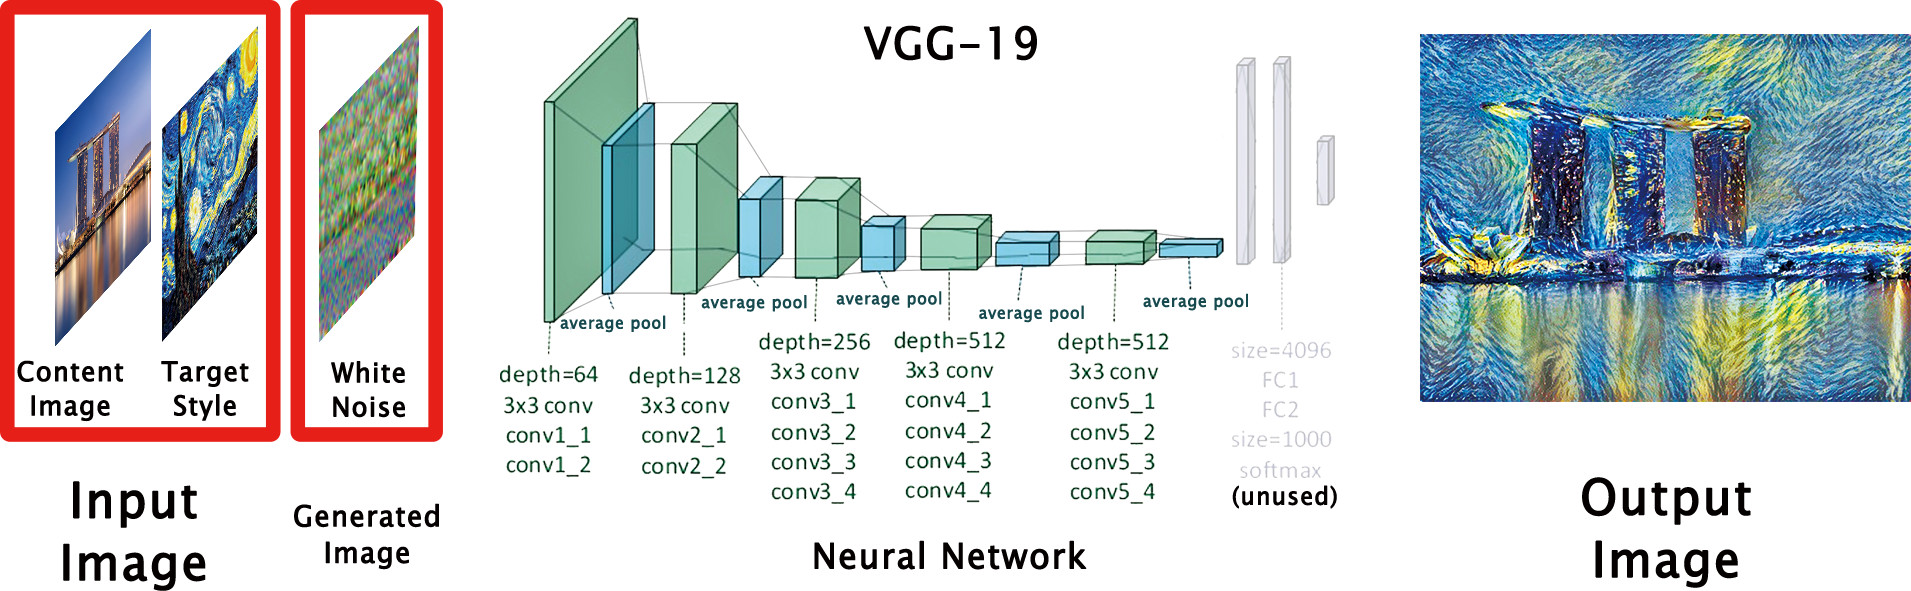 Content
Image
Target
Style
Input
Image
White
Noise
Generated
Image
VGG-19
average pool
average pool
average pool
average pool
average pool
depth=64
3x3 conv
conv1_1
conv1_2
depth=128
3x3 conv
conv2_1
conv2_2
depth=256
3x3 conv
conv3_1
conv3_2
conv3_3
conv3_4
depth=512
3x3 conv
conv4_1
conv4_2
conv4_3
conv4_4
depth=512
3x3 conv
conv5_1
conv5_2
conv5_3
conv5_4
size=4096
FC1
FC2
size=1000
softmax
(unused)
Neural Network
Output
Image